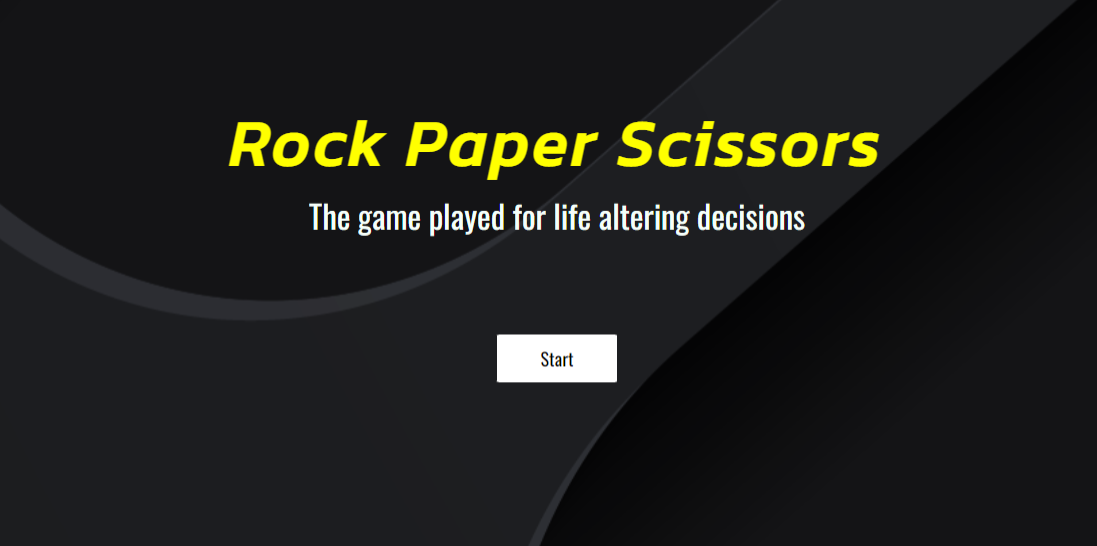 Rock Paper Scissors
The game played for life altering decisions
Start